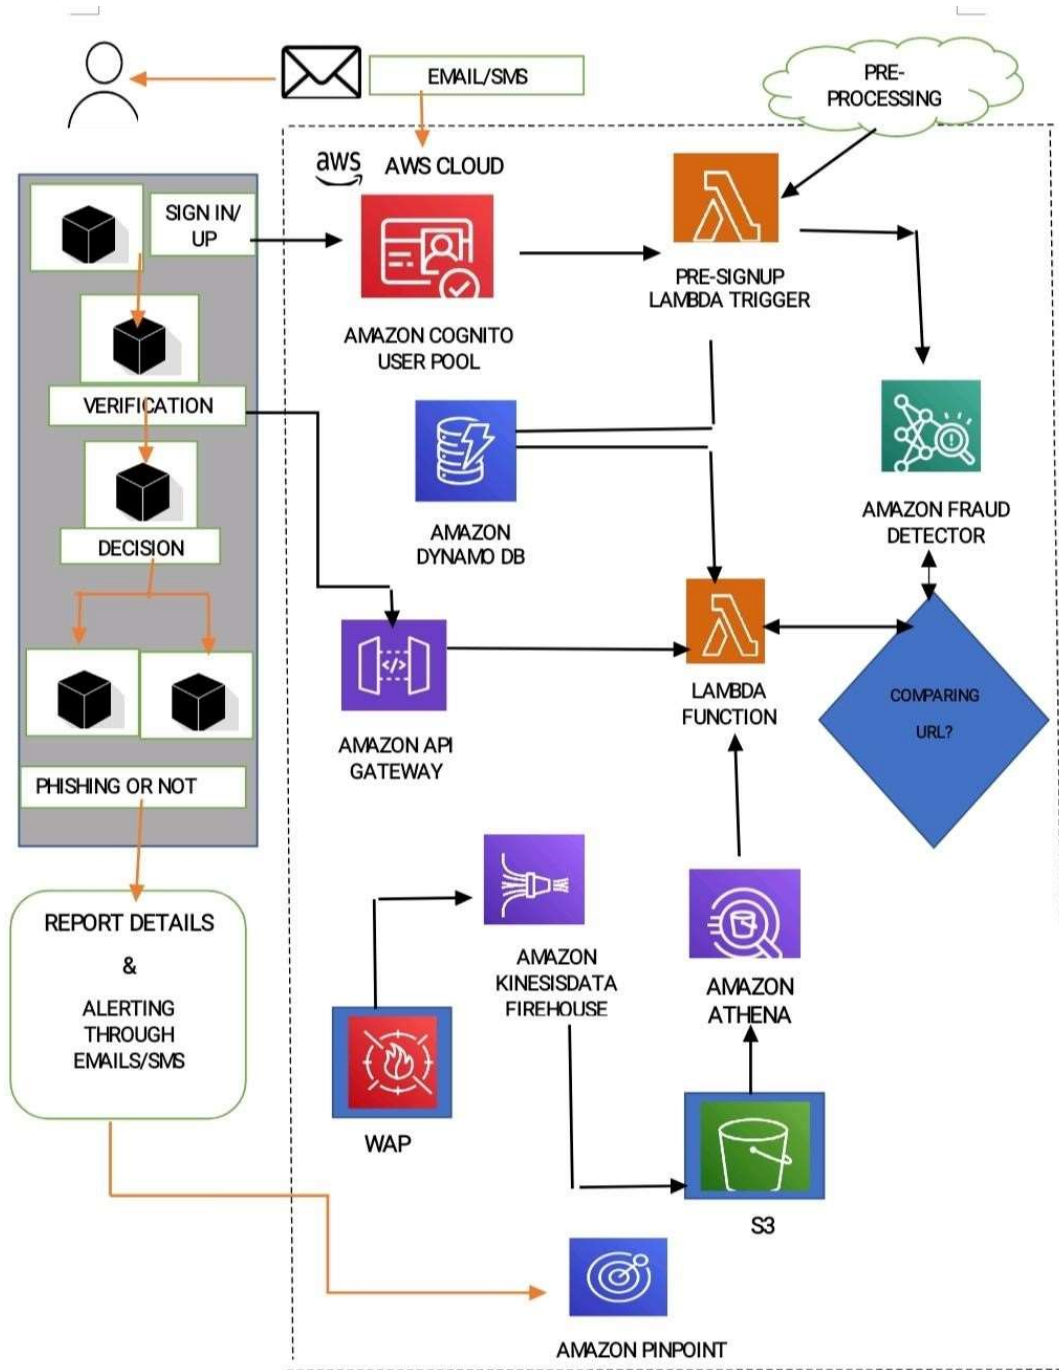 EMAIL/SMS
PRE-
PROCESSING
aws
AWS CLOUD
SIGN IN/
UP
PRE-SIGNUP
LAMBDA TRIGGER
AMAZON COGNITO
USER POOL
VERIFICATION
AMAZON FRAUD
DETECTOR
AMAZON
DYNAMO DB
DECISION
LAMBDA
FUNCTION
COMPARING
URL?
AMAZON API
GATEWAY
</>
PHISHING OR NOT
REPORT DETAILS
&
ALERTING
THROUGH
EMAILS/SMS
AMAZON
KINESISDATA
FIREHOUSE
AMAZON
ATHENA
WAP
S3
AMAZON PINPOINT